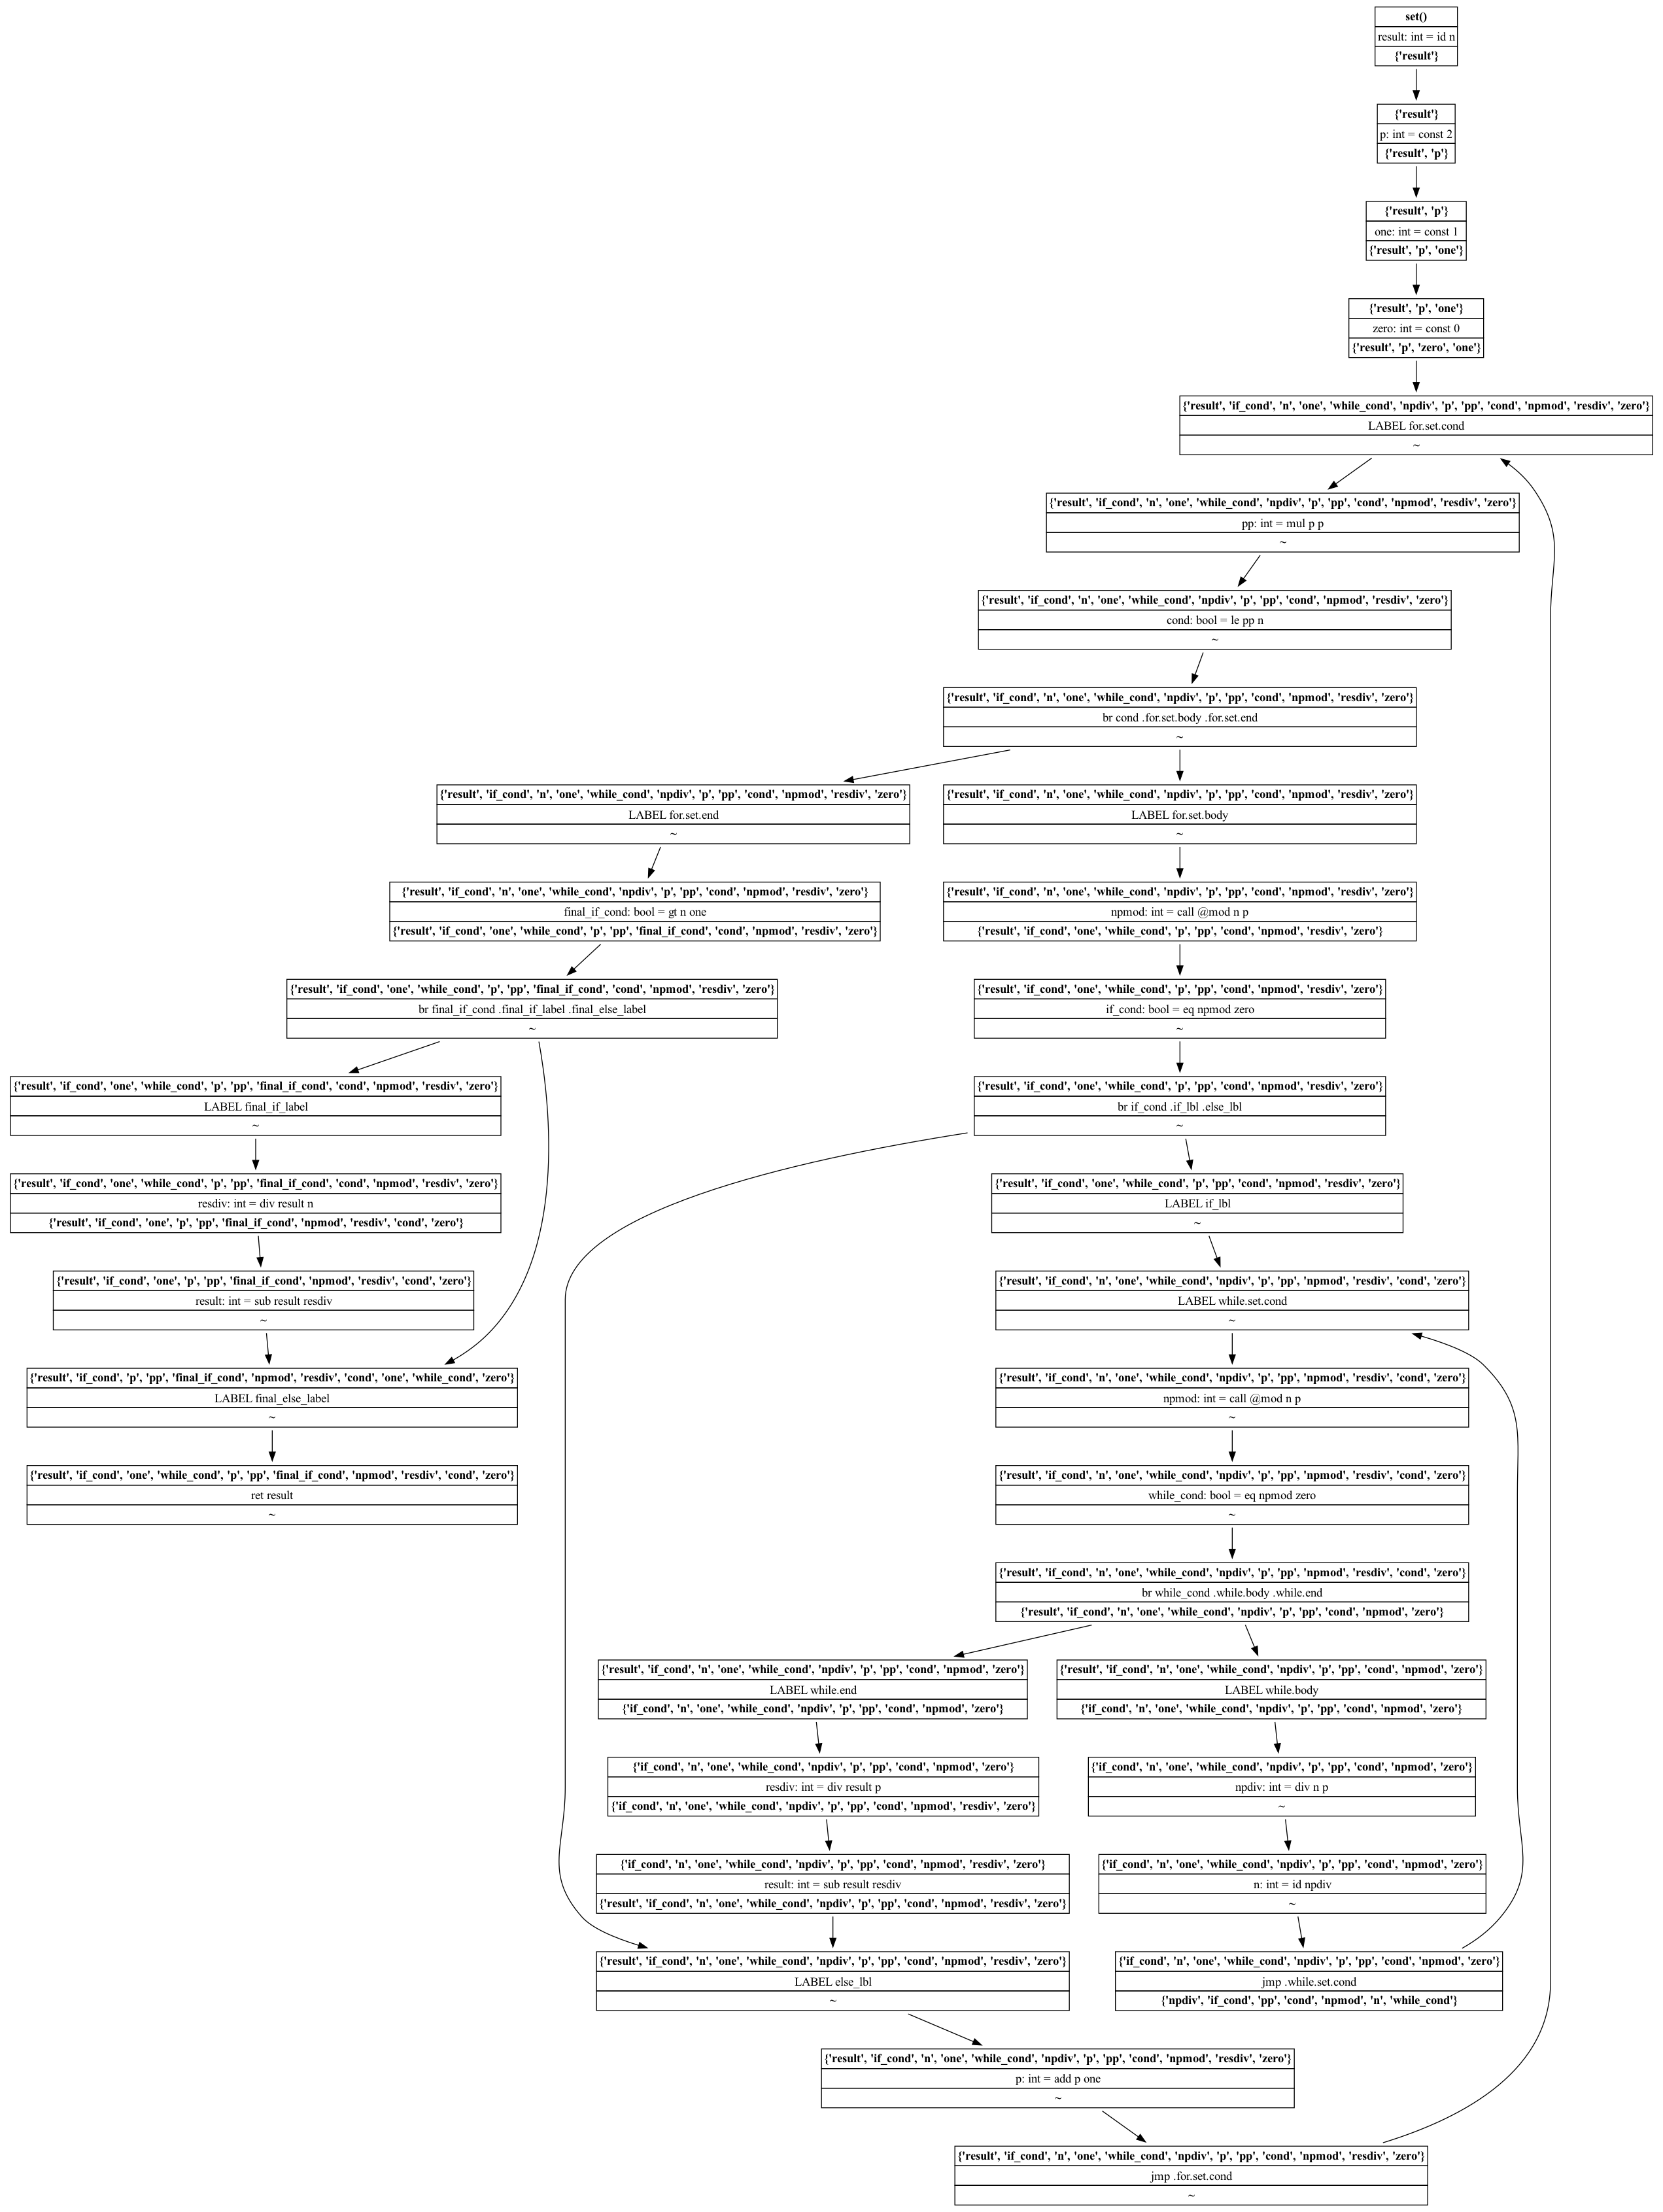 set()
result: int = id n
{'result'}
{'result'}
p: int = const 2
{'result', 'p'}
{'result', 'p'}
one: int = const 1
{'result', 'p', 'one'}
{'result', 'p', 'one'}
zero: int = const 0
{'result', 'p', 'zero', 'one'}
{'result', 'if_cond', 'n', 'one', 'while_cond', 'npdiv', 'p', 'pp', 'cond', 'npmod', 'resdiv', 'zero'}
LABEL for.set.cond
~
{'result', 'if_cond', 'n', 'one', 'while_cond', 'npdiv', 'p', 'pp', 'cond', 'npmod', 'resdiv', 'zero'}
pp: int = mul p p
~
{'result', 'if_cond', 'n', 'one', 'while_cond', 'npdiv', 'p', 'pp', 'cond', 'npmod', 'resdiv', 'zero'}
cond: bool = le pp n
~
{'result', 'if_cond', 'n', 'one', 'while_cond', 'npdiv', 'p', 'pp', 'cond', 'npmod', 'resdiv', 'zero'}
br cond .for.set.body .for.set.end
~
{'result', 'if_cond', 'n', 'one', 'while_cond', 'npdiv', 'p', 'pp', 'cond', 'npmod', 'resdiv', 'zero'}
LABEL for.set.end
~
{'result', 'if_cond', 'n', 'one', 'while_cond', 'npdiv', 'p', 'pp', 'cond', 'npmod', 'resdiv', 'zero'}
LABEL for.set.body
~
{'result', 'if_cond', 'n', 'one', 'while_cond', 'npdiv', 'p', 'pp', 'cond', 'npmod', 'resdiv', 'zero'}
final_if_cond: bool = gt n one
{'result', 'if_cond', 'one', 'while_cond', 'p', 'pp', 'final_if_cond', 'cond', 'npmod', 'resdiv', 'zero'}
{'result', 'if_cond', 'n', 'one', 'while_cond', 'npdiv', 'p', 'pp', 'cond', 'npmod', 'resdiv', 'zero'}
npmod: int = call @mod n p
{'result', 'if_cond', 'one', 'while_cond', 'p', 'pp', 'cond', 'npmod', 'resdiv', 'zero'}
{'result', 'if_cond', 'one', 'while_cond', 'p', 'pp', 'final_if_cond', 'cond', 'npmod', 'resdiv', 'zero'}
br final_if_cond .final_if_label .final_else_label
~
{'result', 'if_cond', 'one', 'while_cond', 'p', 'pp', 'cond', 'npmod', 'resdiv', 'zero'}
if_cond: bool = eq npmod zero
~
{'result', 'if_cond', 'one', 'while_cond', 'p', 'pp', 'final_if_cond', 'cond', 'npmod', 'resdiv', 'zero'}
LABEL final_if_label
~
{'result', 'if_cond', 'one', 'while_cond', 'p', 'pp', 'cond', 'npmod', 'resdiv', 'zero'}
br if_cond .if_lbl .else_lbl
~
{'result', 'if_cond', 'one', 'while_cond', 'p', 'pp', 'final_if_cond', 'cond', 'npmod', 'resdiv', 'zero'}
resdiv: int = div result n
{'result', 'if_cond', 'one', 'p', 'pp', 'final_if_cond', 'npmod', 'resdiv', 'cond', 'zero'}
{'result', 'if_cond', 'one', 'while_cond', 'p', 'pp', 'cond', 'npmod', 'resdiv', 'zero'}
LABEL if_lbl
~
{'result', 'if_cond', 'one', 'p', 'pp', 'final_if_cond', 'npmod', 'resdiv', 'cond', 'zero'}
result: int = sub result resdiv
~
{'result', 'if_cond', 'n', 'one', 'while_cond', 'npdiv', 'p', 'pp', 'npmod', 'resdiv', 'cond', 'zero'}
LABEL while.set.cond
~
{'result', 'if_cond', 'p', 'pp', 'final_if_cond', 'npmod', 'resdiv', 'cond', 'one', 'while_cond', 'zero'}
LABEL final_else_label
~
{'result', 'if_cond', 'n', 'one', 'while_cond', 'npdiv', 'p', 'pp', 'npmod', 'resdiv', 'cond', 'zero'}
npmod: int = call @mod n p
~
{'result', 'if_cond', 'one', 'while_cond', 'p', 'pp', 'final_if_cond', 'npmod', 'resdiv', 'cond', 'zero'}
ret result
~
{'result', 'if_cond', 'n', 'one', 'while_cond', 'npdiv', 'p', 'pp', 'npmod', 'resdiv', 'cond', 'zero'}
while_cond: bool = eq npmod zero
~
{'result', 'if_cond', 'n', 'one', 'while_cond', 'npdiv', 'p', 'pp', 'npmod', 'resdiv', 'cond', 'zero'}
br while_cond .while.body .while.end
{'result', 'if_cond', 'n', 'one', 'while_cond', 'npdiv', 'p', 'pp', 'cond', 'npmod', 'zero'}
{'result', 'if_cond', 'n', 'one', 'while_cond', 'npdiv', 'p', 'pp', 'cond', 'npmod', 'zero'}
LABEL while.end
{'if_cond', 'n', 'one', 'while_cond', 'npdiv', 'p', 'pp', 'cond', 'npmod', 'zero'}
{'result', 'if_cond', 'n', 'one', 'while_cond', 'npdiv', 'p', 'pp', 'cond', 'npmod', 'zero'}
LABEL while.body
{'if_cond', 'n', 'one', 'while_cond', 'npdiv', 'p', 'pp', 'cond', 'npmod', 'zero'}
{'if_cond', 'n', 'one', 'while_cond', 'npdiv', 'p', 'pp', 'cond', 'npmod', 'zero'}
resdiv: int = div result p
{'if_cond', 'n', 'one', 'while_cond', 'npdiv', 'p', 'pp', 'cond', 'npmod', 'resdiv', 'zero'}
{'if_cond', 'n', 'one', 'while_cond', 'npdiv', 'p', 'pp', 'cond', 'npmod', 'zero'}
npdiv: int = div n p
~
{'if_cond', 'n', 'one', 'while_cond', 'npdiv', 'p', 'pp', 'cond', 'npmod', 'resdiv', 'zero'}
result: int = sub result resdiv
{'result', 'if_cond', 'n', 'one', 'while_cond', 'npdiv', 'p', 'pp', 'cond', 'npmod', 'resdiv', 'zero'}
{'if_cond', 'n', 'one', 'while_cond', 'npdiv', 'p', 'pp', 'cond', 'npmod', 'zero'}
n: int = id npdiv
~
{'result', 'if_cond', 'n', 'one', 'while_cond', 'npdiv', 'p', 'pp', 'cond', 'npmod', 'resdiv', 'zero'}
LABEL else_lbl
~
{'if_cond', 'n', 'one', 'while_cond', 'npdiv', 'p', 'pp', 'cond', 'npmod', 'zero'}
jmp .while.set.cond
{'npdiv', 'if_cond', 'pp', 'cond', 'npmod', 'n', 'while_cond'}
{'result', 'if_cond', 'n', 'one', 'while_cond', 'npdiv', 'p', 'pp', 'cond', 'npmod', 'resdiv', 'zero'}
p: int = add p one
~
{'result', 'if_cond', 'n', 'one', 'while_cond', 'npdiv', 'p', 'pp', 'cond', 'npmod', 'resdiv', 'zero'}
jmp .for.set.cond
~